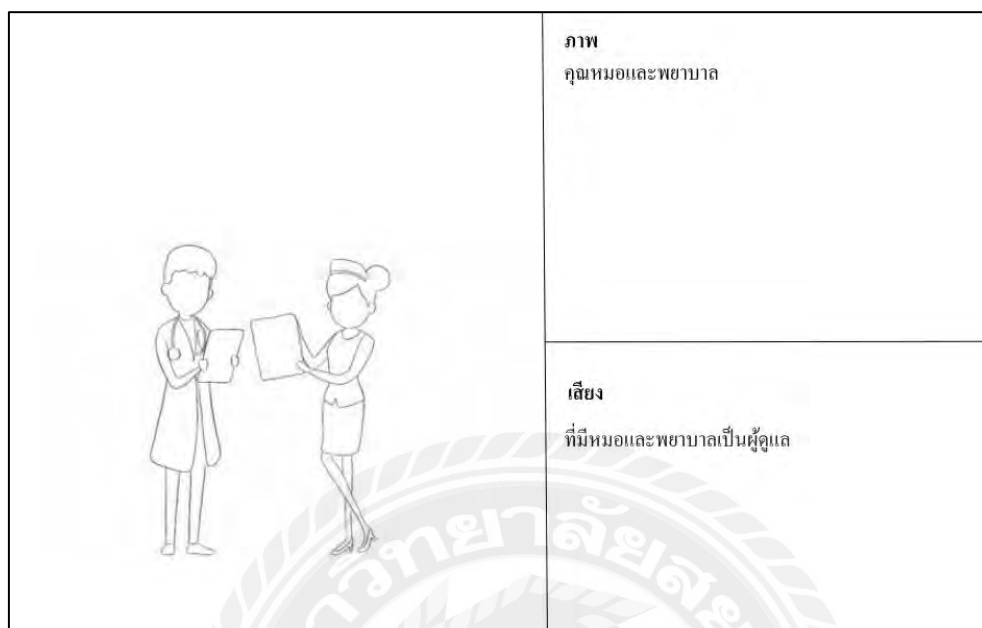 ภาพ
คุณหมอและพยาบาล
เสียง
ที่มีหมอและพยาบาลเป็นผู้ดูแล